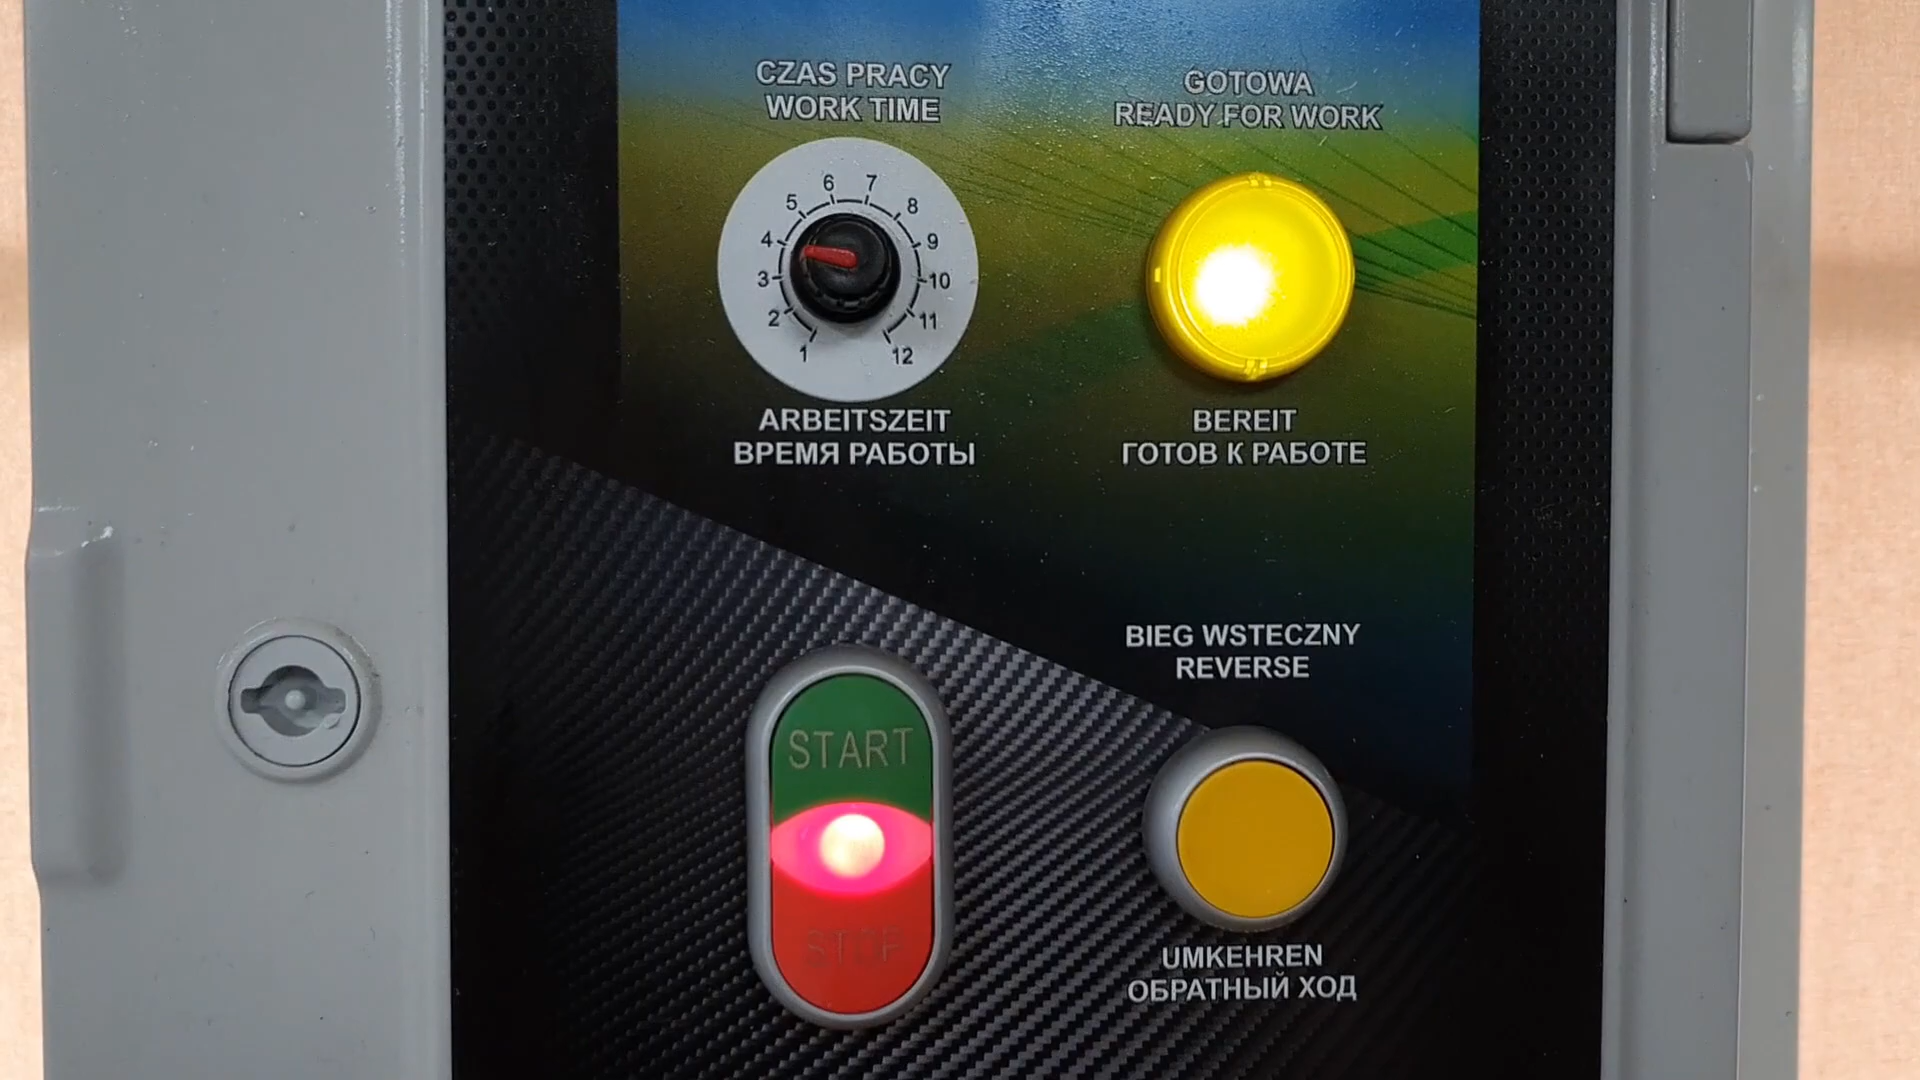 CZAS PRACY
WORK TIME
1
2
3
4
5
6
7
8
9
10
11
12
ARBEITSZEIT
ВРЕМЯ РАБОТЫ
GOTOWA
READY FOR WORK
BEREIT
ГОТОВ К РАБОТЕ
START
STOP
BIEG WSTECZNY
REVERSE
UMKEHREN
ОБРАТНЫЙ ХОД